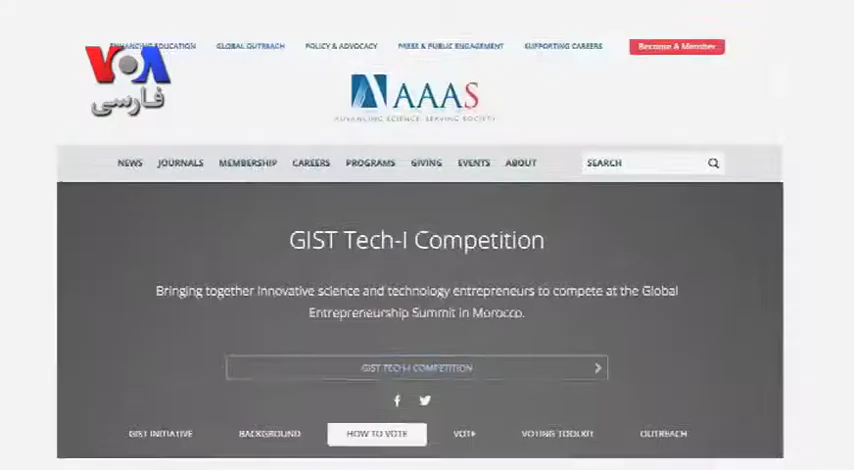 ENHANCING EDUCATION GLOBAL OUTREACH POLICY & ADVOCACY PRESS & PUBLIC ENGAGEMENT SUPPORTING CAREERS Become A Member
VOA
فارسی
AAAS
ADVANCING SCIENCE. SERVING SOCIETY
NEWS JOURNALS MEMBERSHIP CAREERS PROGRAMS GIVING EVENTS ABOUT SEARCH
GIST Tech-I Competition
Bringing together innovative science and technology entrepreneurs to compete at the Global
Entrepreneurship Summit in Morocco.
GIST TECH-I COMPETITION
GIST INITIATIVE BACKGROUND HOW TO VOTE VOTE VOTING TOOLKIT OUTREACH